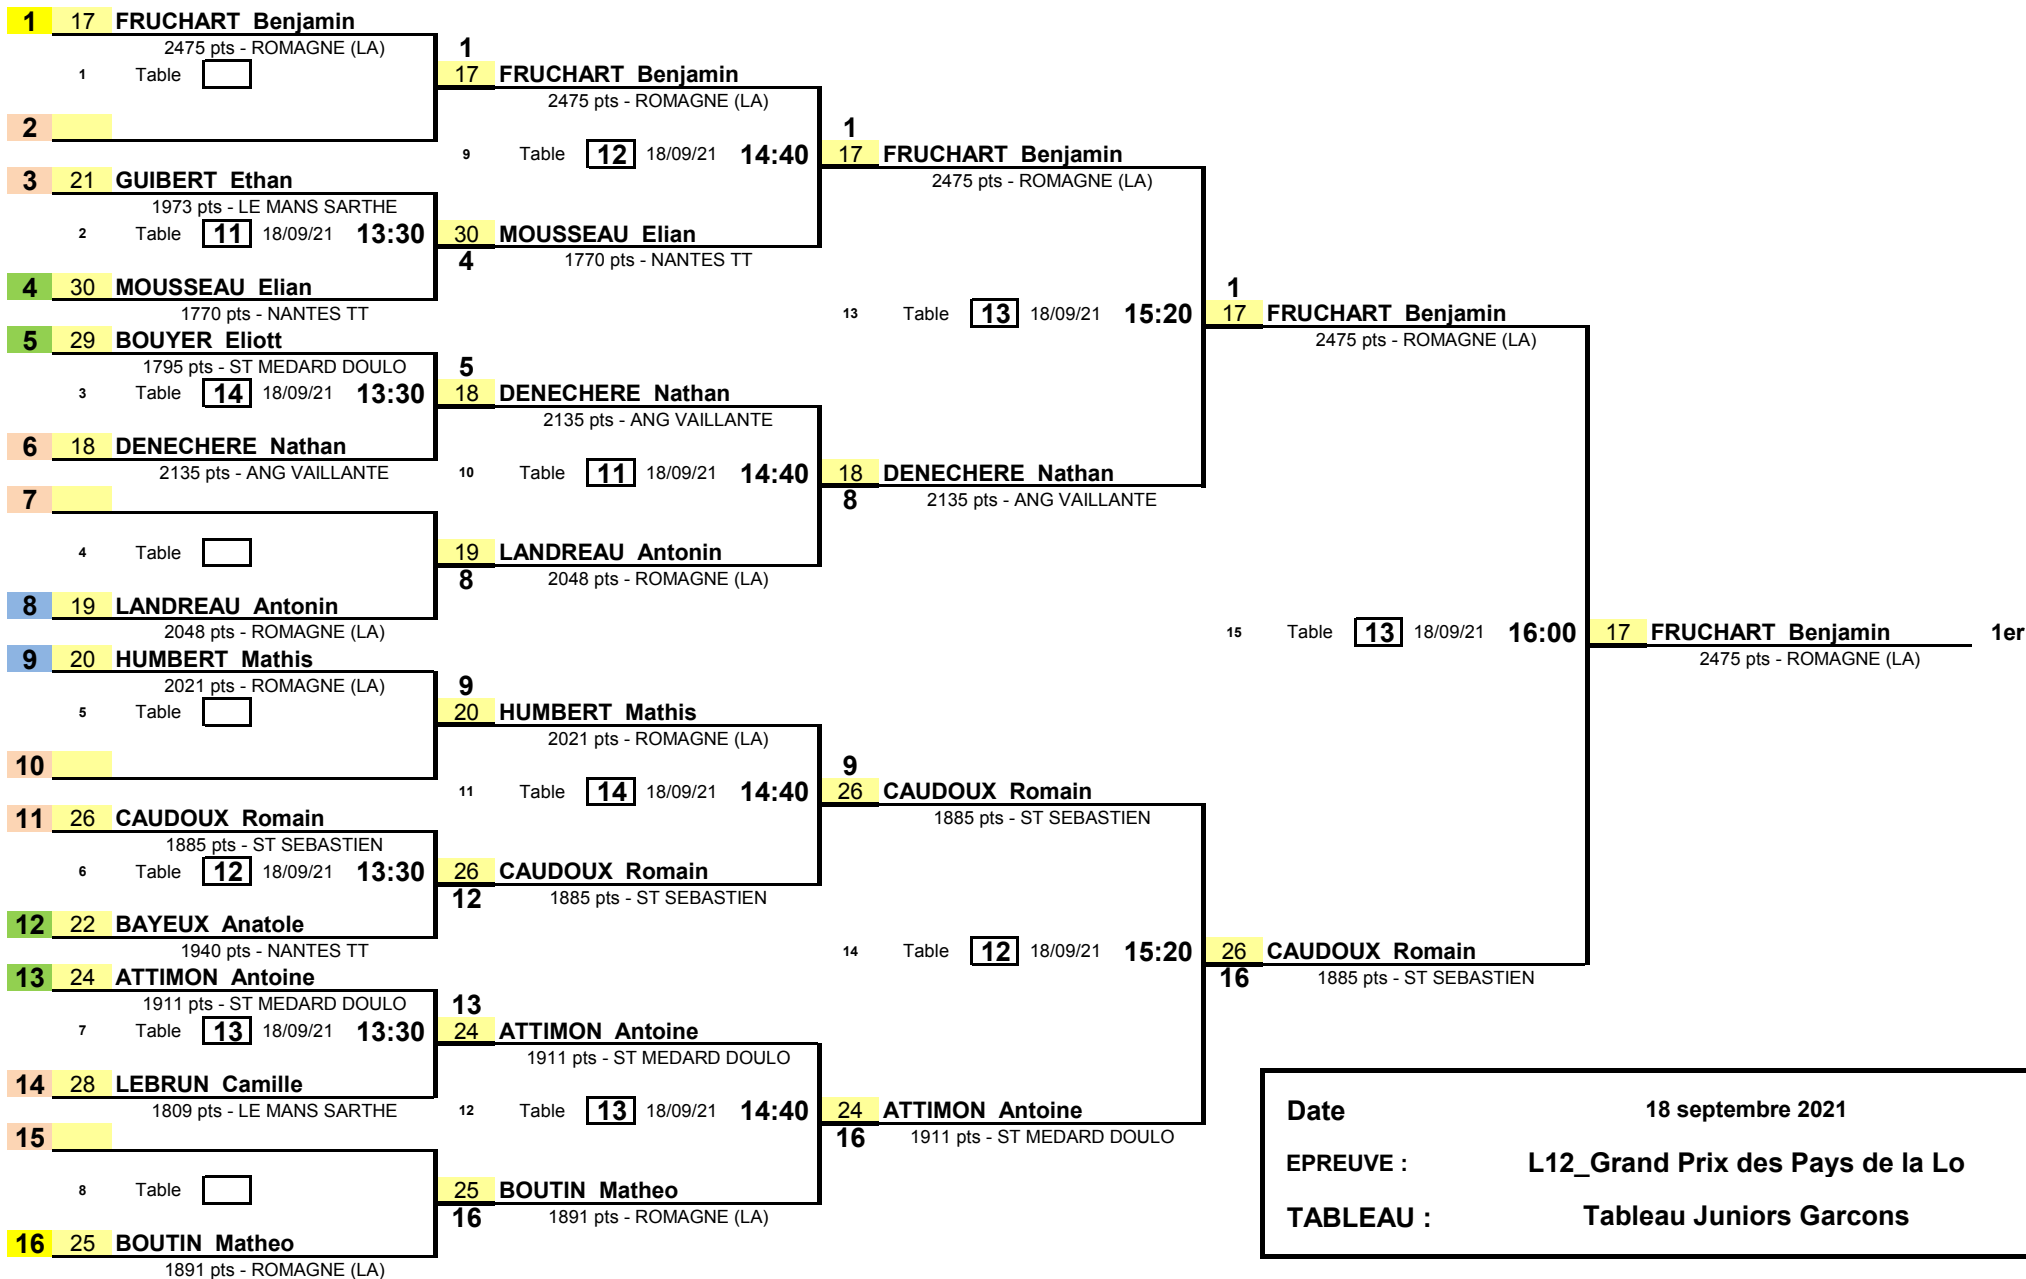 1 17 FRUCHART Benjamin
2475 pts - ROMAGNE (LA)
1 Table
2
3 21 GUIBERT Ethan
1973 pts - LE MANS SARTHE
2 Table 11 18/09/21 13:30
4 30 MOUSSEAU Elian
1770 pts - NANTES TT
5 29 BOUYER Eliott
1795 pts - ST MEDARD DOULO
3 Table 14 18/09/21 13:30
6 18 DENECHERE Nathan
2135 pts - ANG VAILLANTE
7
4 Table
8 19 LANDREAU Antonin
2048 pts - ROMAGNE (LA)
9 20 HUMBERT Mathis
2021 pts - ROMAGNE (LA)
5 Table
10
11 26 CAUDOUX Romain
1885 pts - ST SEBASTIEN
6 Table 12 18/09/21 13:30
12 22 BAYEUX Anatole
1940 pts - NANTES TT
13 24 ATTIMON Antoine
1911 pts - ST MEDARD DOULO
7 Table 13 18/09/21 13:30
14 28 LEBRUN Camille
1809 pts - LE MANS SARTHE
15
8 Table
16 25 BOUTIN Matheo
1891 pts - ROMAGNE (LA)
1
17 FRUCHART Benjamin
2475 pts - ROMAGNE (LA)
9 Table 12 18/09/21 14:40
30 MOUSSEAU Elian
4 1770 pts - NANTES TT
5
18 DENECHERE Nathan
2135 pts - ANG VAILLANTE
10 Table 11 18/09/21 14:40
19 LANDREAU Antonin
8 2048 pts - ROMAGNE (LA)
9
20 HUMBERT Mathis
2021 pts - ROMAGNE (LA)
11 Table 14 18/09/21 14:40
26 CAUDOUX Romain
12 1885 pts - ST SEBASTIEN
13
24 ATTIMON Antoine
1911 pts - ST MEDARD DOULO
12 Table 13 18/09/21 14:40
25 BOUTIN Matheo
16 1891 pts - ROMAGNE (LA)
1
17 FRUCHART Benjamin
2475 pts - ROMAGNE (LA)
13 Table 13 18/09/21 15:20
18 DENECHERE Nathan
8 2135 pts - ANG VAILLANTE
9
26 CAUDOUX Romain
1885 pts - ST SEBASTIEN
14 Table 12 18/09/21 15:20
24 ATTIMON Antoine
16 1911 pts - ST MEDARD DOULO
1
17 FRUCHART Benjamin
2475 pts - ROMAGNE (LA)
15 Table 13 18/09/21 16:00
26 CAUDOUX Romain
16 1885 pts - ST SEBASTIEN
17 FRUCHART Benjamin 1er
2475 pts - ROMAGNE (LA)
Date 18 septembre 2021
EPREUVE : L12_Grand Prix des Pays de la Lo
TABLEAU : Tableau Juniors Garcons